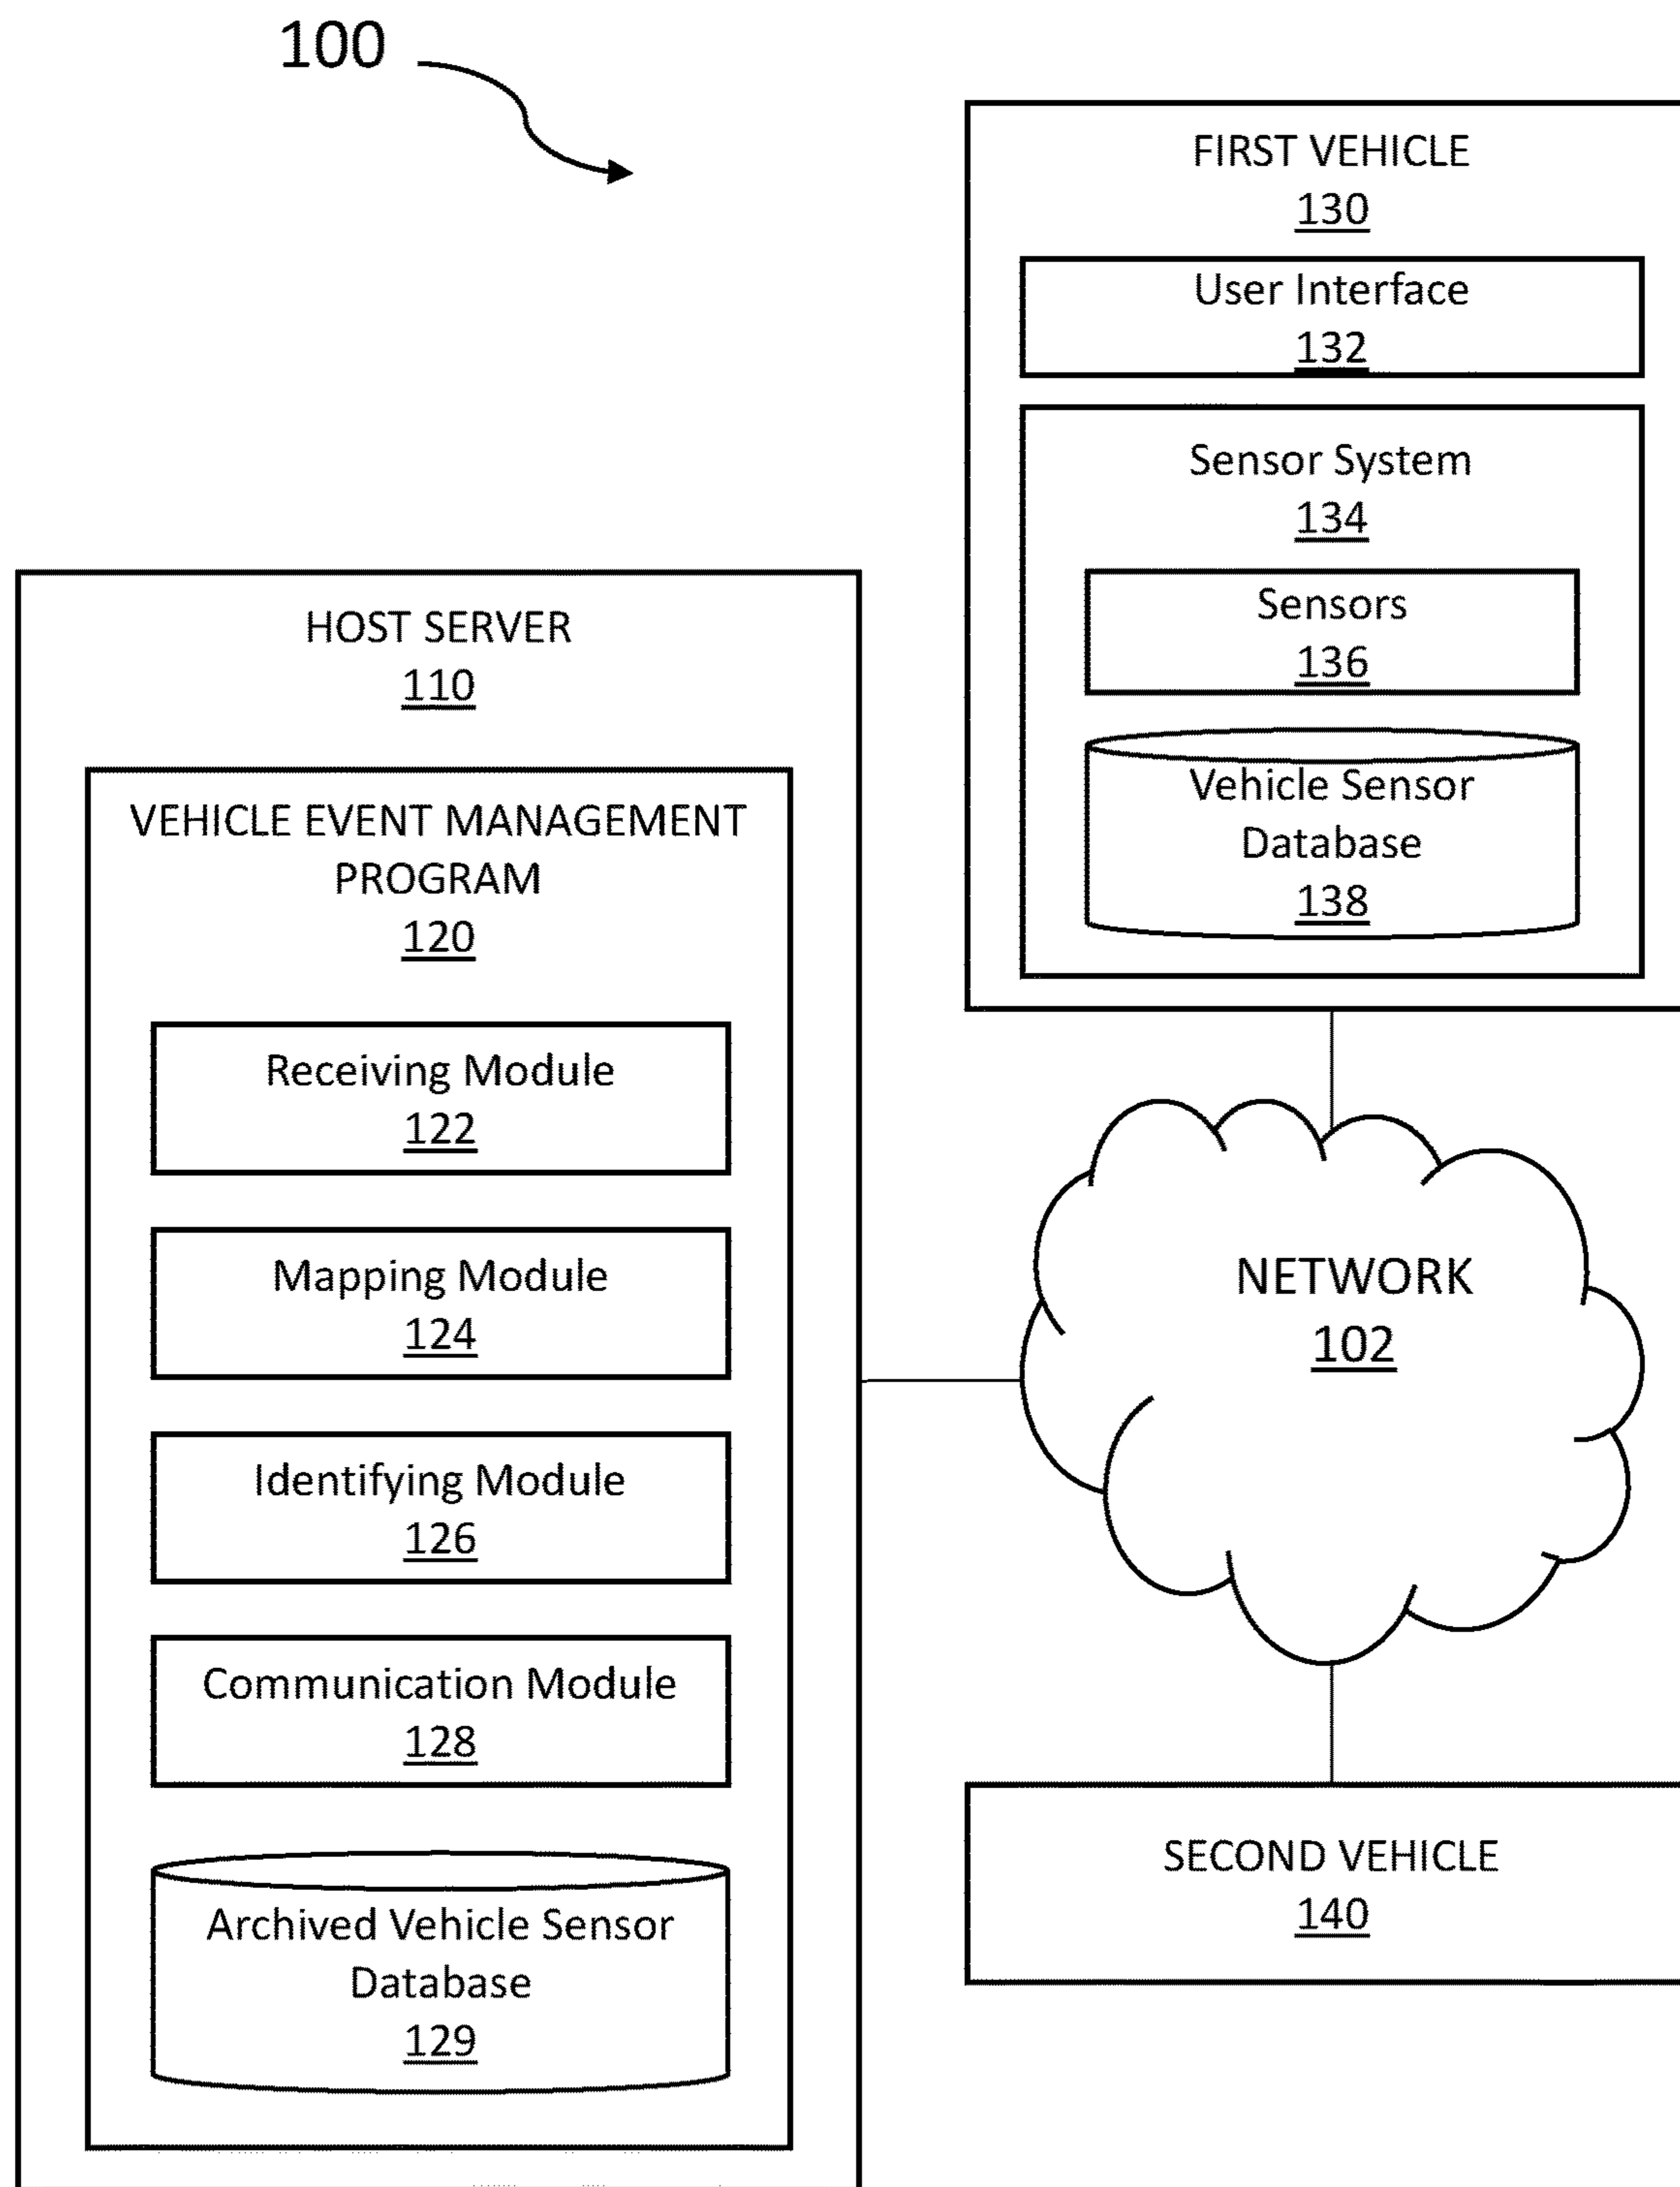 100
FIRST VEHICLE
130
User Interface
132
Sensor System
134
Sensors
136
Vehicle Sensor
Database
138
HOST SERVER
110
VEHICLE EVENT MANAGEMENT
PROGRAM
120
Receiving Module
122
Mapping Module
124
Identifying Module
126
Communication Module
128
Archived Vehicle Sensor
Database
129
NETWORK
102
SECOND VEHICLE
140